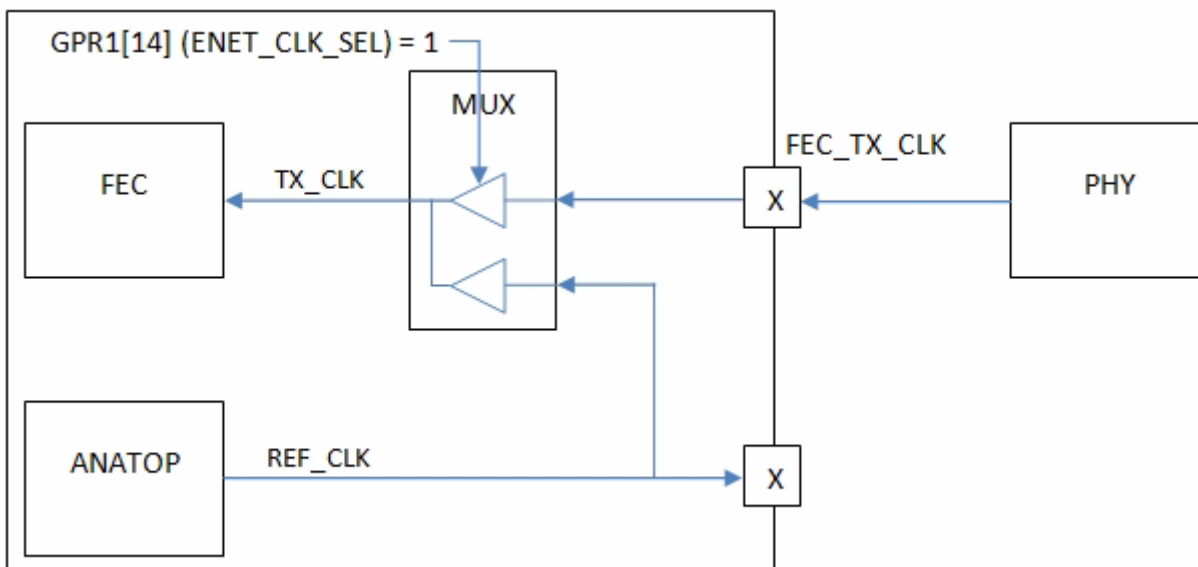 GPR1[14] (ENET_CLK_SEL) = 1
MUX
FEC_TX_CLK
FEC
TX_CLK
X
PHY
ANATOP
REF_CLK
X